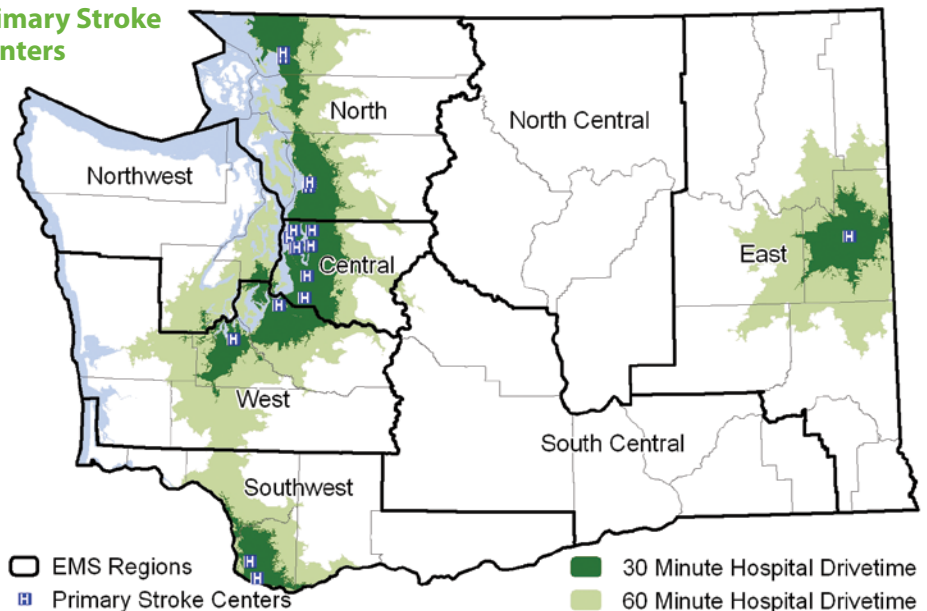 rimary Stroke
nters
North
North Central
Northwest
East
Central
West
South Central
Southwest
EMS Regions
30 Minute Hospital Drivetime
Primary Stroke Centers
60 Minute Hospital Drivetime
H
H
H
H
H
H
H
H
H
H
H
H
H
H